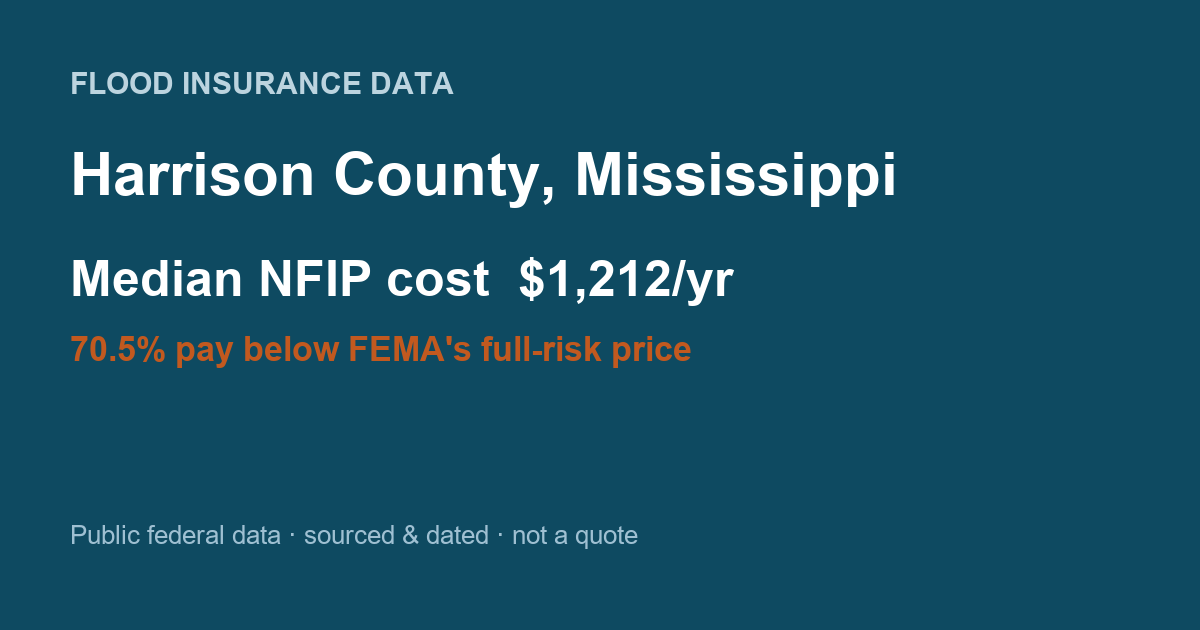 FLOOD INSURANCE DATA
Harrison County, Mississippi
Median NFIP cost  $1,212/yr
70.5% pay below FEMA's full-risk price
Public federal data · sourced & dated · not a quote